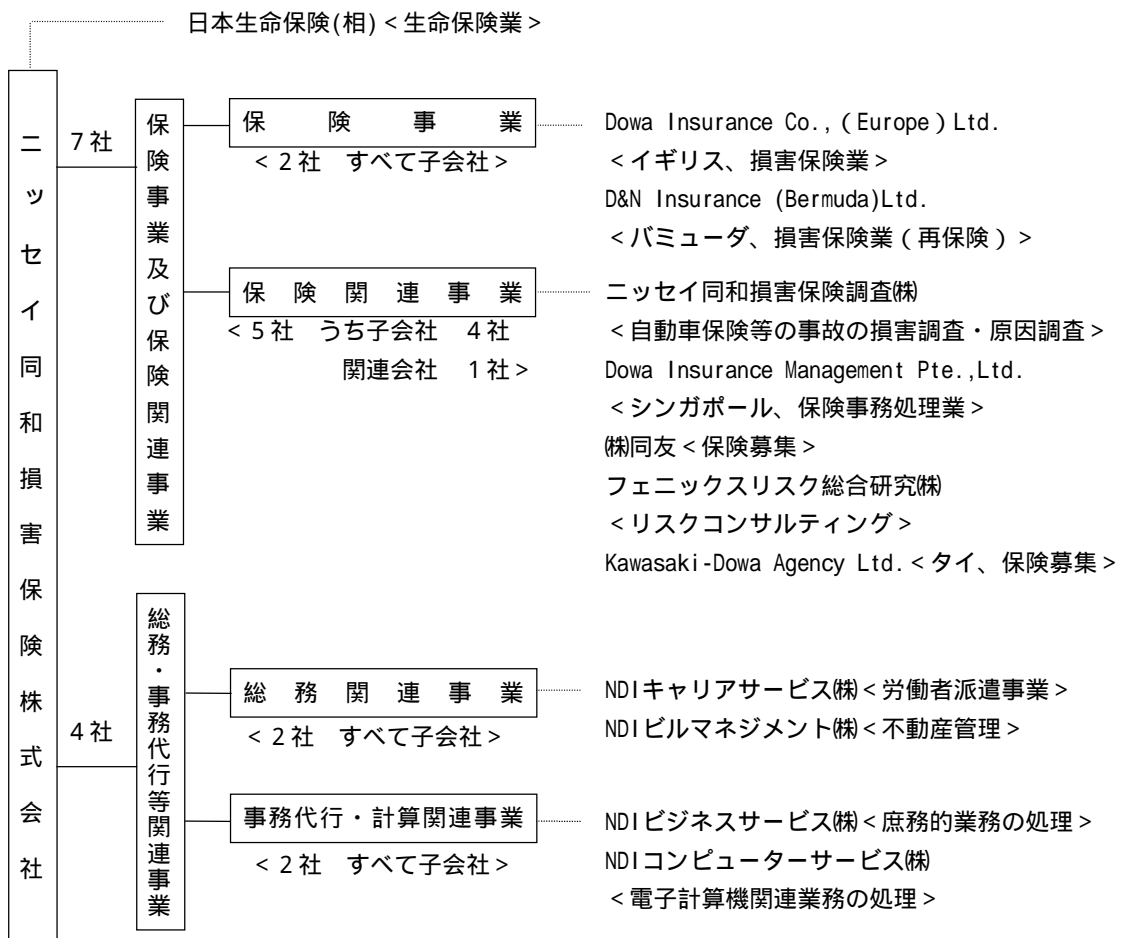 日本生命保険(相)<生命保険業>
ニッセイ同和損害保険株式会社
7社
保険事業及び保険関連事業
保険事業
<2社 すべて子会社>
Dowa Insurance Co.,(Europe)Ltd.
<イギリス、損害保険業>
D&N Insurance (Bermuda)Ltd.
<バミューダ、損害保険業(再保険)>
保険関連事業
<5社 うち子会社 4社
関連会社 1社>
ニッセイ同和損害保険調査㈱
<自動車保険等の事故の損害調査・原因調査>
Dowa Insurance Management Pte.,Ltd.
<シンガポール、保険事務処理業>
㈱同友<保険募集>
フェニックスリスク総合研究㈱
<リスクコンサルティング>
Kawasaki-Dowa Agency Ltd.<タイ、保険募集>
4社
総務・事務代行等関連事業
総務関連事業
<2社 すべて子会社>
NDIキャリアサービス㈱<労働者派遣事業>
NDIビルマネジメント㈱<不動産管理>
事務代行・計算関連事業
<2社 すべて子会社>
NDIビジネスサービス㈱<庶務的業務の処理>
NDIコンピューターサービス㈱
<電子計算機関連業務の処理>